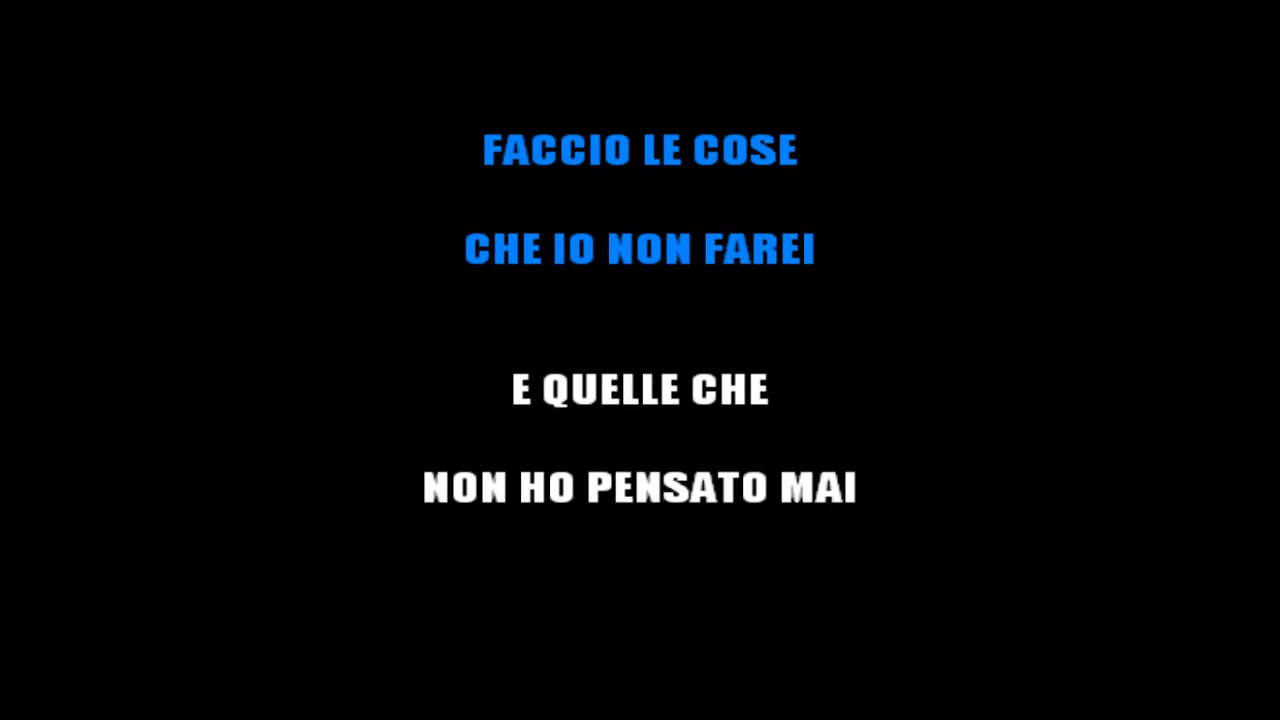 FACCIO LE COSE
CHE IO NON FAREI
E QUELLE CHE
NON HO PENSATO MAI